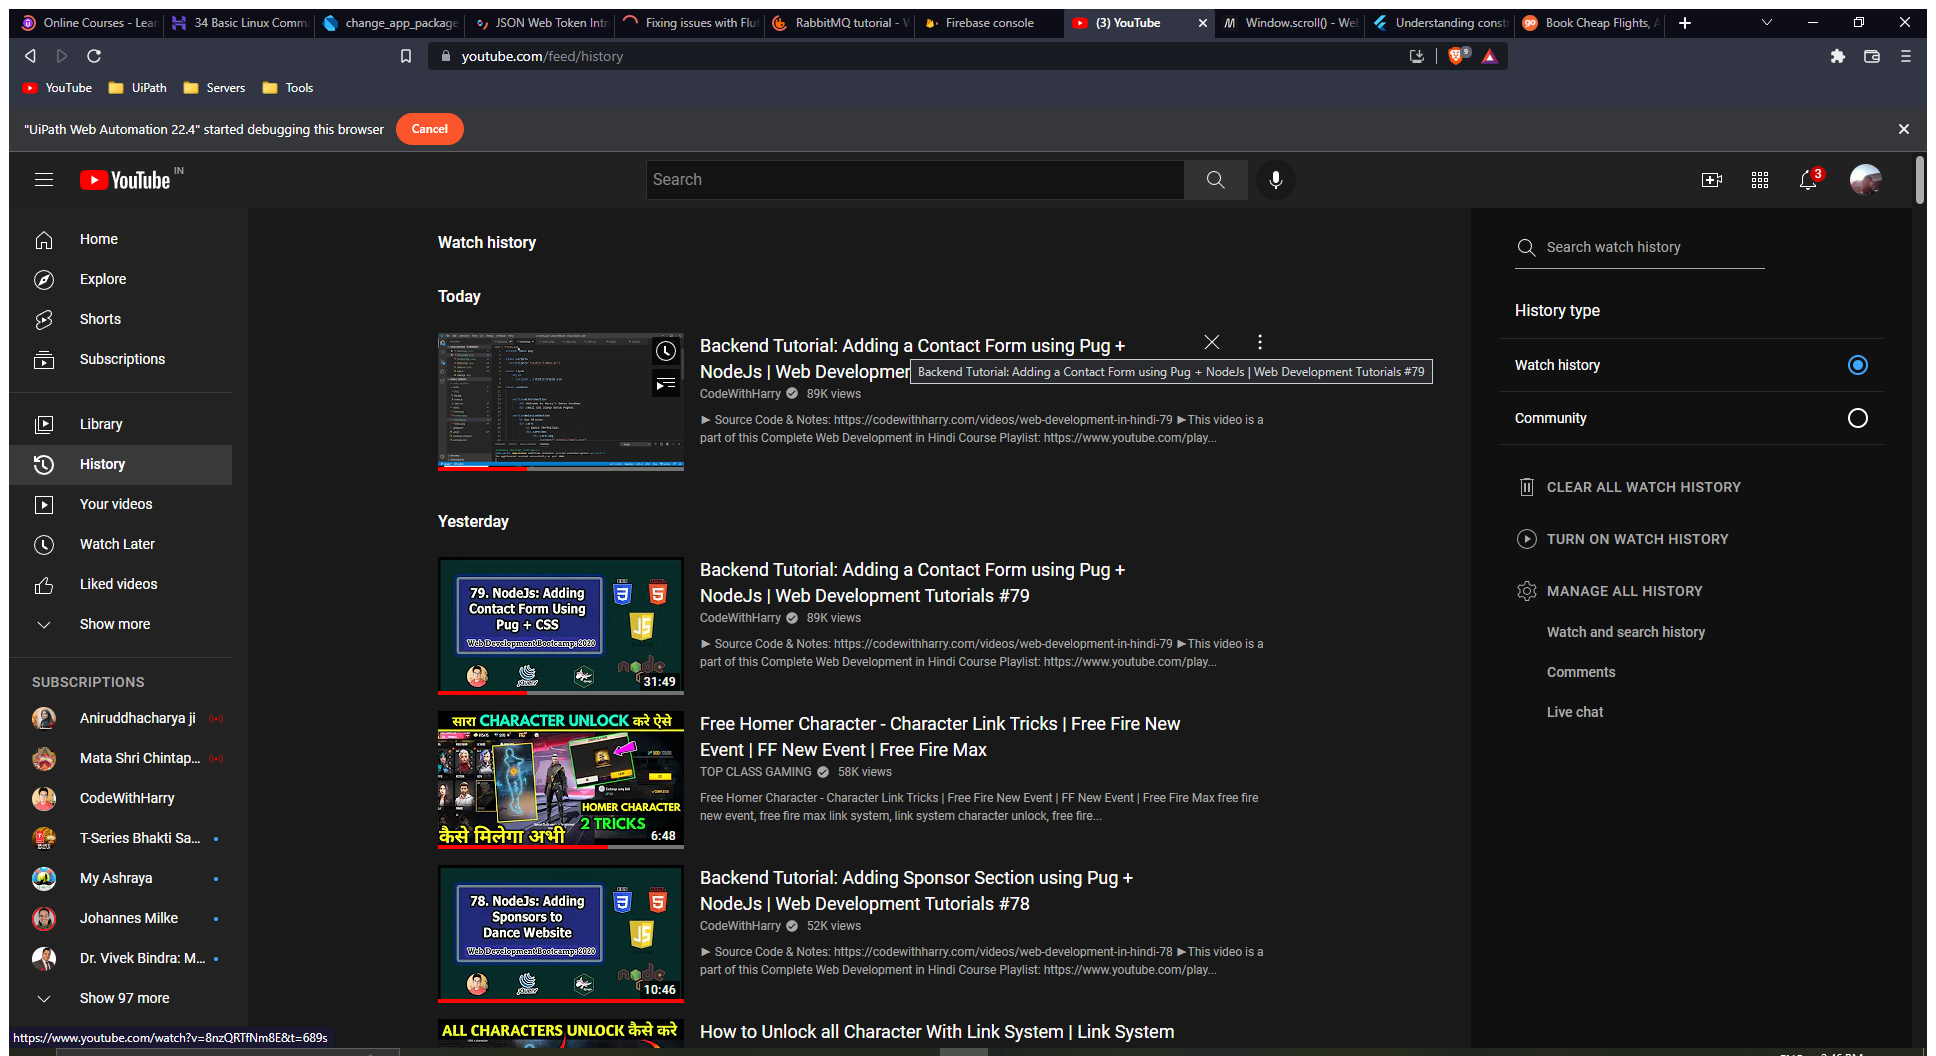 Online Courses - Lear
34 Basic Linux Comma
change_app_package
JSON Web Token Intr
Fixing issues with Flut
RabbitMQ tutorial - W
Firebase console
(3) YouTube
Window.scroll() - Web
Understanding constr
Book Cheap Flights, A
youtube.com/feed/history
9
YouTube
UiPath
Servers
Tools
"UiPath Web Automation 22.4" started debugging this browser
Cancel
YouTube IN
Search
3
Home
Explore
Shorts
Subscriptions
Library
History
Your videos
Watch Later
Liked videos
Show more
SUBSCRIPTIONS
Aniruddhacharya ji
Mata Shri Chintap...
CodeWithHarry
T-Series Bhakti Sa...
My Ashraya
Johannes Milke
Dr. Vivek Bindra: M...
Show 97 more
https://www.youtube.com/watch?v=8nzQRTfNm8E&t=689s
Watch history
Today
Backend Tutorial: Adding a Contact Form using Pug +
NodeJs | Web Developmer
Backend Tutorial: Adding a Contact Form using Pug + NodeJs | Web Development Tutorials #79
CodeWithHarry 89K views
►Source Code & Notes: https://codewithharry.com/videos/web-development-in-hindi-79 ►This video is a
part of this Complete Web Development in Hindi Course Playlist: https://www.youtube.com/play...
Yesterday
79. NodeJs: Adding
Contact Form Using
Pug + CSS
Web Development Bootcamp: 2020
CSS
3
5
JS
node
31:49
Backend Tutorial: Adding a Contact Form using Pug +
NodeJs | Web Development Tutorials #79
CodeWithHarry 89K views
►Source Code & Notes: https://codewithharry.com/videos/web-development-in-hindi-79 ►This video is a
part of this Complete Web Development in Hindi Course Playlist: https://www.youtube.com/play...
सारा CHARACTER UNLOCK करे ऐसे
HOMER CHARACTER
2 TRICKS
कैसे मिलेगा अभी
6:48
Free Homer Character - Character Link Tricks | Free Fire New
Event | FF New Event | Free Fire Max
TOP CLASS GAMING 58K views
Free Homer Character - Character Link Tricks | Free Fire New Event | FF New Event | Free Fire Max free fire
new event, free fire max link system, link system character unlock, free fire...
78. NodeJs: Adding
Sponsors to
Dance Website
Web Development Bootcamp: 2020
CSS
3
5
JS
node
10:46
Backend Tutorial: Adding Sponsor Section using Pug +
NodeJs | Web Development Tutorials #78
CodeWithHarry 52K views
►Source Code & Notes: https://codewithharry.com/videos/web-development-in-hindi-78 ►This video is a
part of this Complete Web Development in Hindi Course Playlist: https://www.youtube.com/play...
ALL CHARACTERS UNLOCK कैसे करे
How to Unlock all Character With Link System | Link System
Search watch history
History type
Watch history
Community
CLEAR ALL WATCH HISTORY
TURN ON WATCH HISTORY
MANAGE ALL HISTORY
Watch and search history
Comments
Live chat